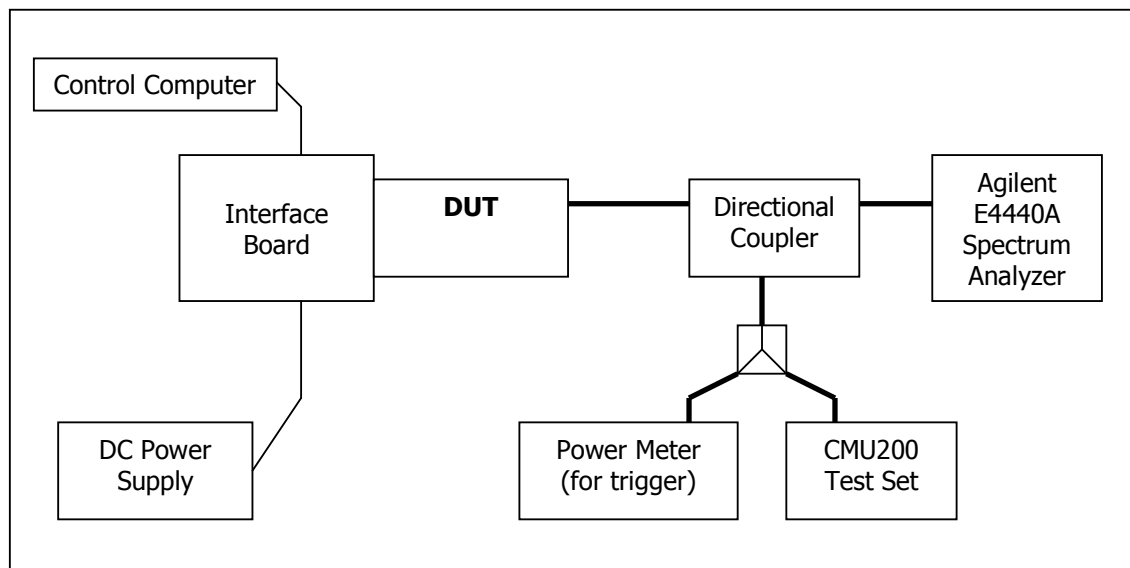 Control Computer
Interface
Board
DUT
Directional
Coupler
Agilent
E4440A
Spectrum
Analyzer
DC Power
Supply
Power Meter
(for trigger)
CMU200
Test Set